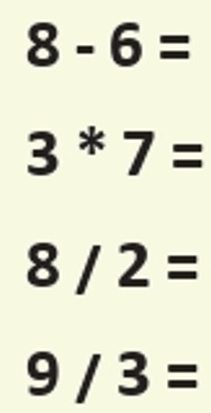 8 - 6 =
3 * 7 =
8 / 2 =
9 / 3 =